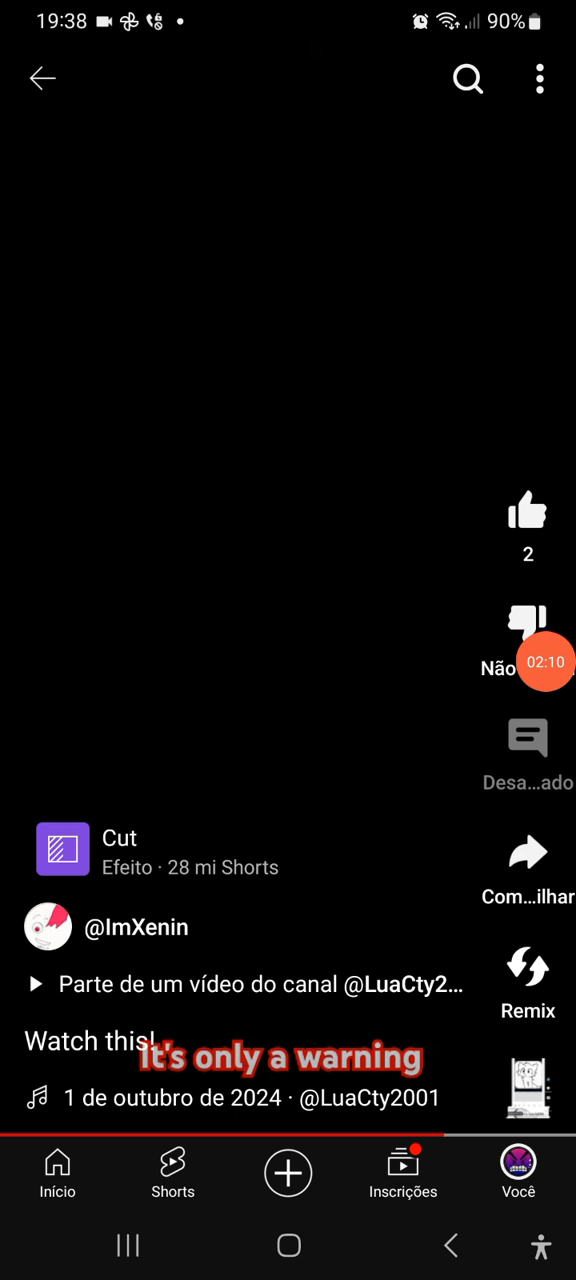 19:38
90%
2
02:10
Não
Desa...ado
Cut
Efeito · 28 mi Shorts
Com...ilhar
@ImXenin
Parte de um vídeo do canal @LuaCty2...
Remix
Watch this!
It's only a warning
1 de outubro de 2024 · @LuaCty2001
Início
Shorts
Inscrições
Você